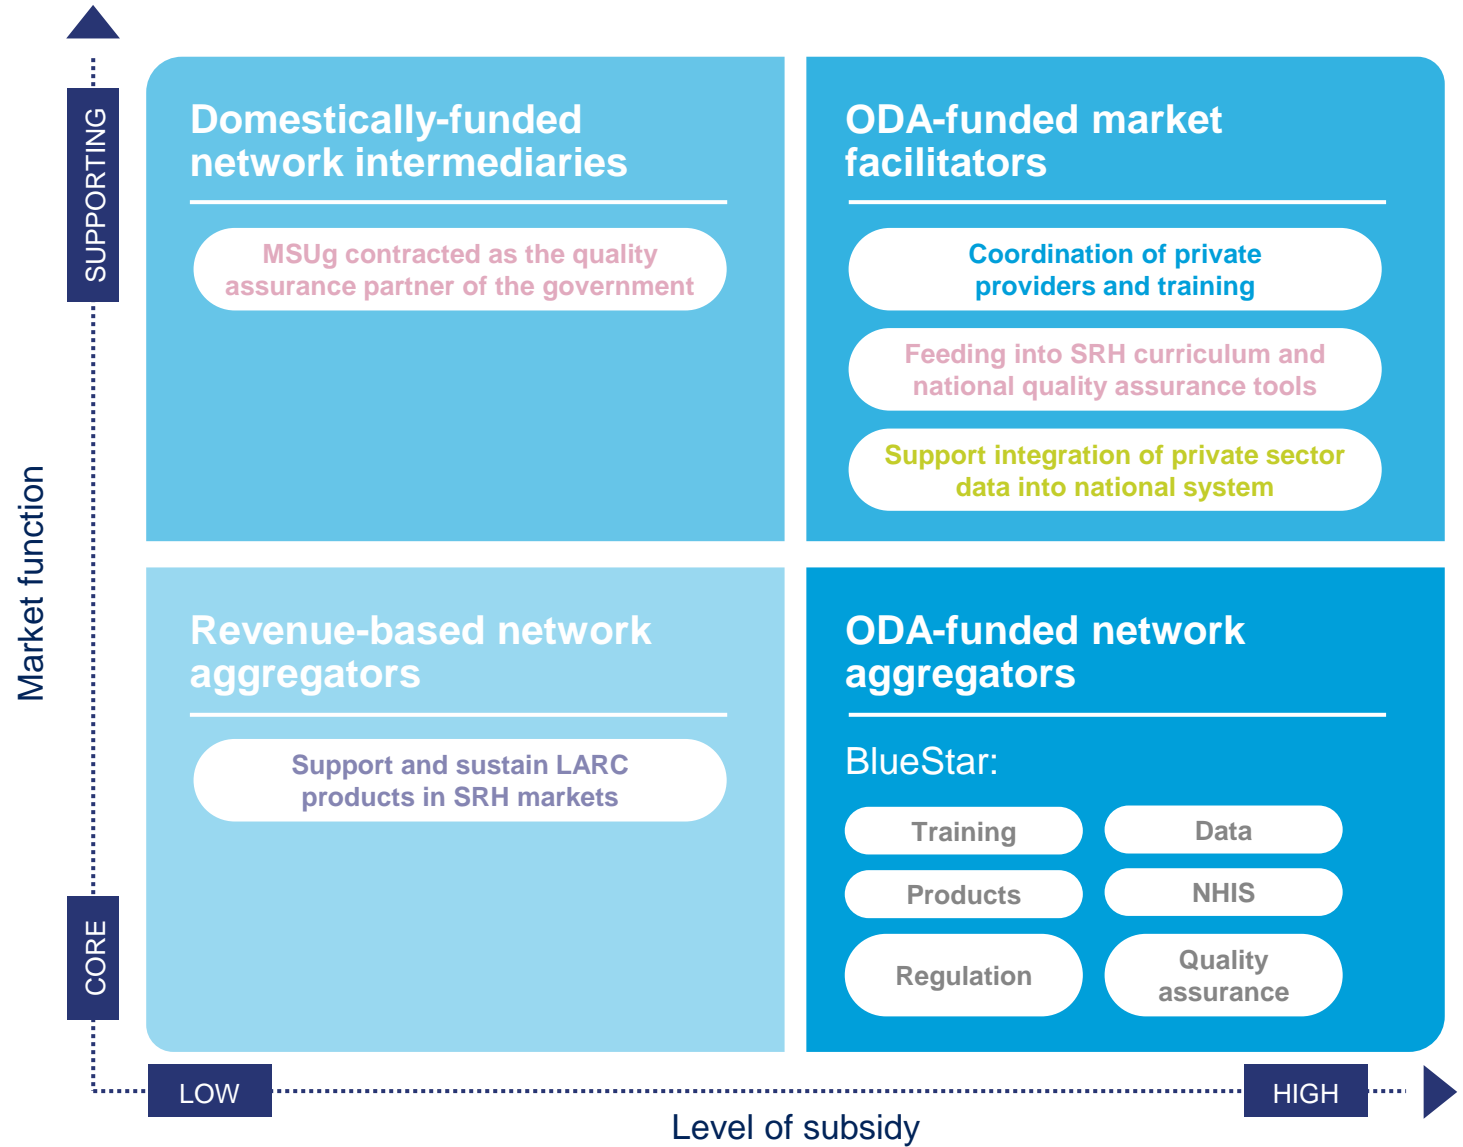 SUPPORTING
Market function
CORE
Domestically-funded
network intermediaries
MSUg contracted as the quality
assurance partner of the government
ODA-funded market
facilitators
Coordination of private
providers and training
Feeding into SRH curriculum and
national quality assurance tools
Support integration of private sector
data into national system
Revenue-based network
aggregators
Support and sustain LARC
products in SRH markets
ODA-funded network
aggregators
BlueStar:
Training
Data
Products
NHIS
Regulation
Quality
assurance
LOW
HIGH
Level of subsidy